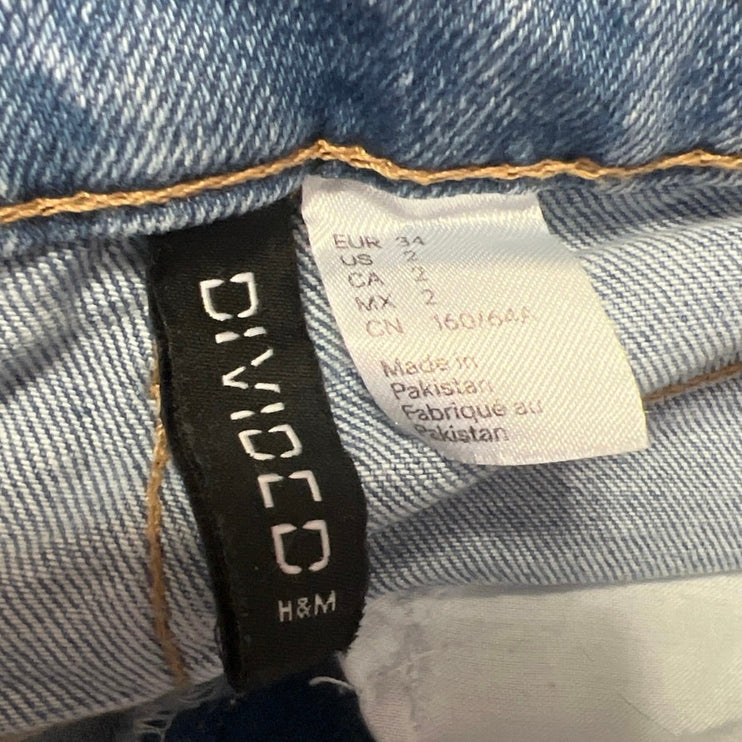 DIVIDED
H&M
EUR 34
US 2
CA 2
MX 2
CN 160/64A
Made in
Pakistan
Fabriqué au
Pakistan